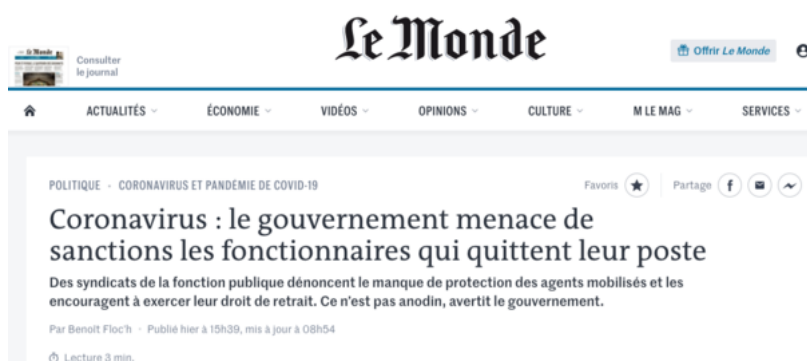 Le Monde
Consulter
le journal
Offrir Le Monde
ACTUALITÉS
ÉCONOMIE
VIDÉOS
OPINIONS
CULTURE
M LE MAG
SERVICES
POLITIQUE - CORONAVIRUS ET PANDÉMIE DE COVID-19
Favoris
Partage
Coronavirus : le gouvernement menace de
sanctions les fonctionnaires qui quittent leur poste
Des syndicats de la fonction publique dénoncent le manque de protection des agents mobilisés et les
encouragent à exercer leur droit de retrait. Ce n'est pas anodin, avertit le gouvernement.
Par Benoît Floc'h · Publié hier à 15h39, mis à jour à 08h54
Lecture 3 min.